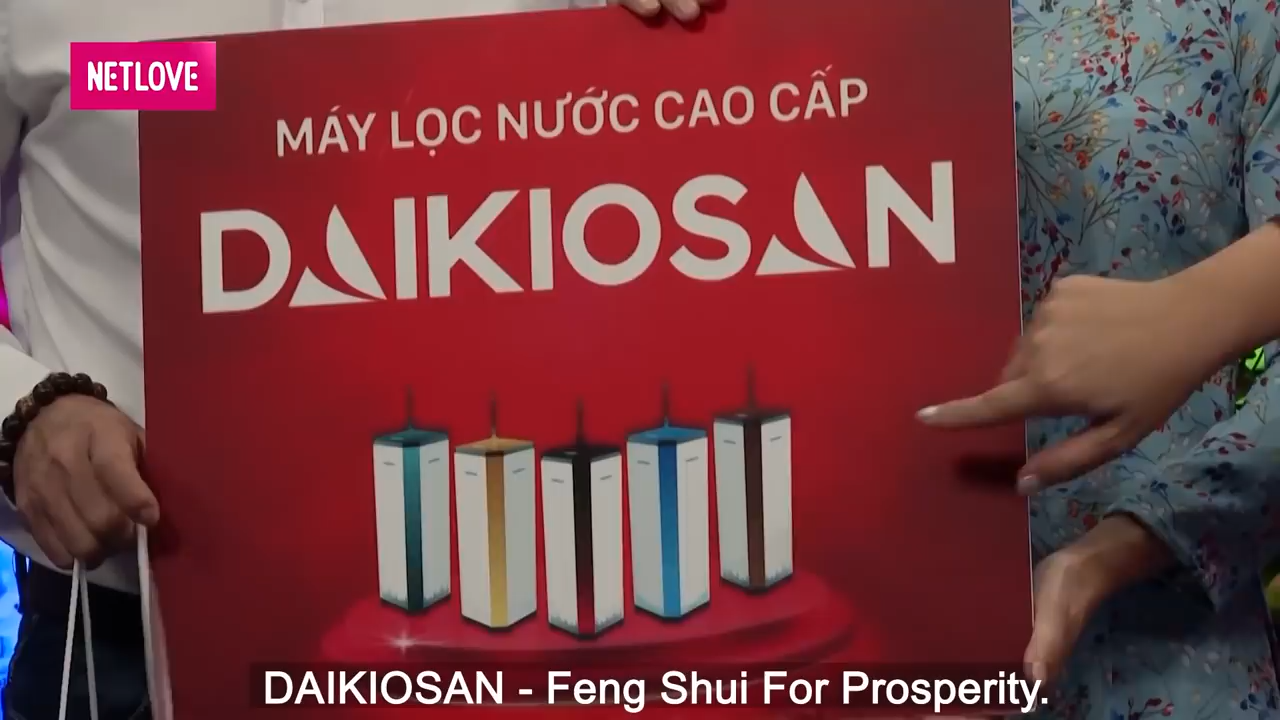 NETLOVE
MÁY LỌC NƯỚC CAO CẤP
DAIKIOSAN
DAIKIOSAN - Feng Shui For Prosperity.